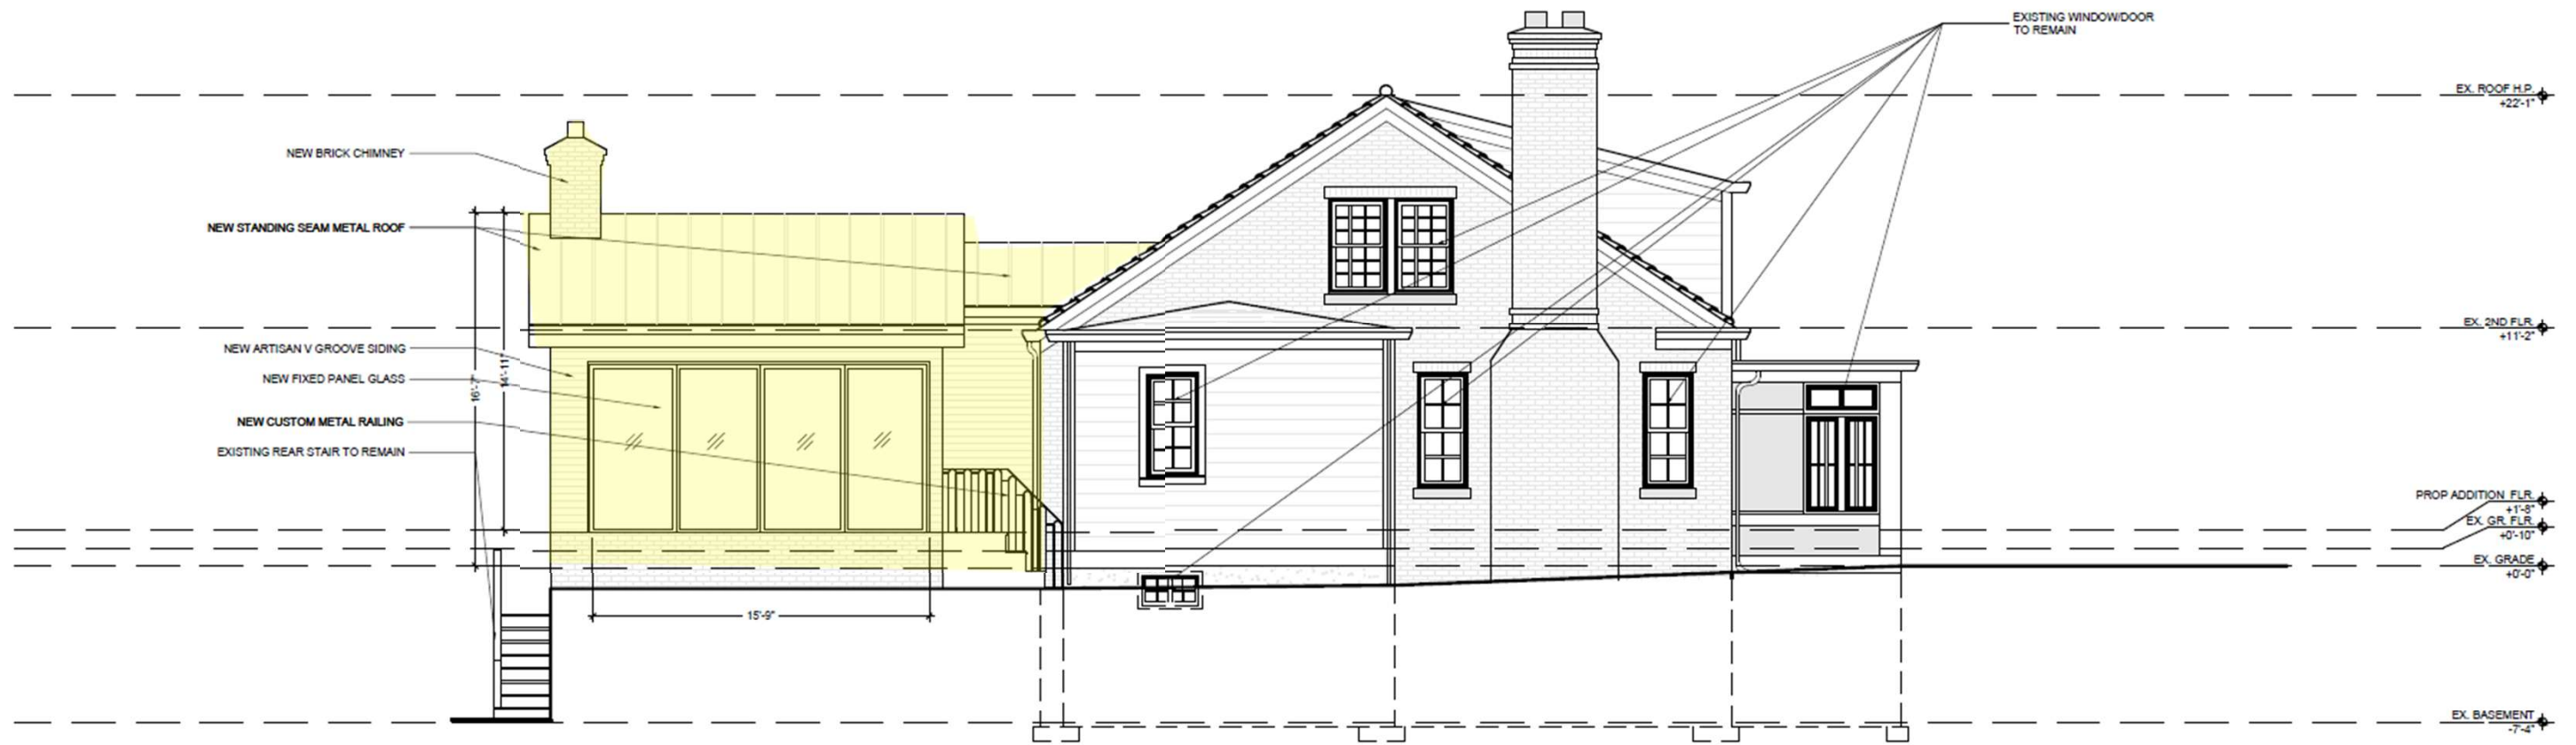 EXISTING WINDOW/DOOR
TO REMAIN
EX. ROOF H.P.
+22'-1"
NEW BRICK CHIMNEY
NEW STANDING SEAM METAL ROOF
EX. 2ND FLR.
+11'-2"
NEW ARTISAN V GROOVE SIDING
NEW FIXED PANEL GLASS
16'-7"
14'-11"
NEW CUSTOM METAL RAILING
EXISTING REAR STAIR TO REMAIN
PROP ADDITION FLR.
+1'-8"
EX. GR. FLR.
+0'-10"
EX. GRADE
+0'-0"
15'-9"
EX. BASEMENT
-7'-4"